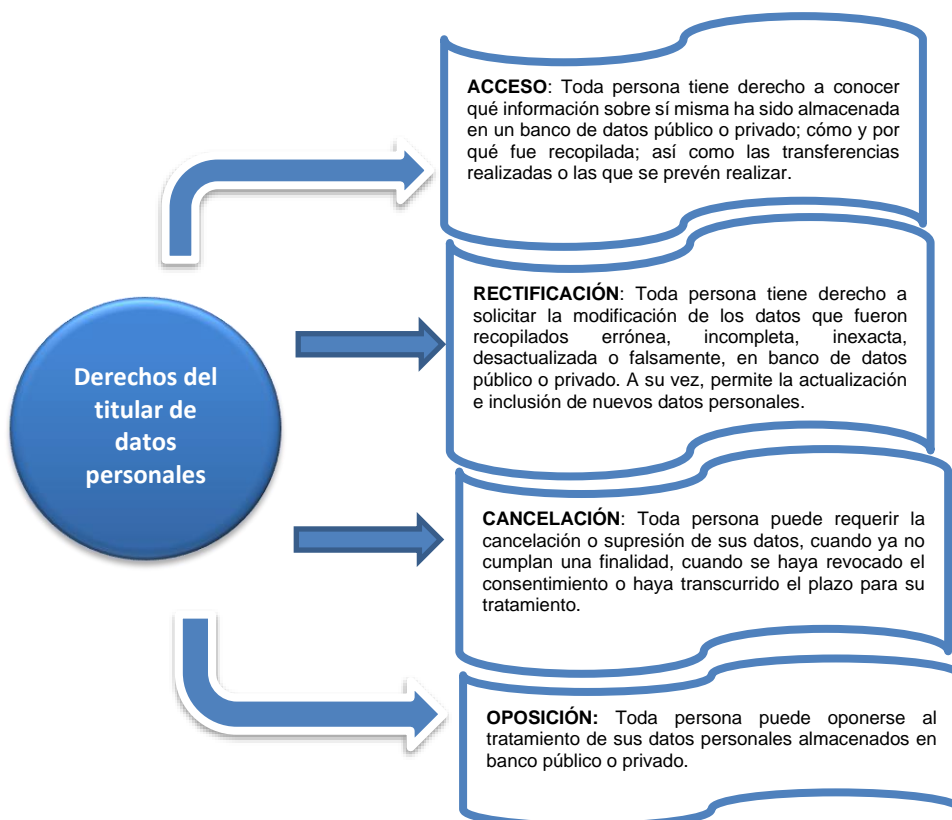 ACCESO: Toda persona tiene derecho a conocer
qué información sobre sí misma ha sido almacenada
en un banco de datos público o privado; cómo y por
qué fue recopilada; así como las transferencias
realizadas o las que se prevén realizar.
RECTIFICACIÓN: Toda persona tiene derecho a
solicitar la modificación de los datos que fueron
recopilados errónea, incompleta, inexacta,
desactualizada o falsamente, en banco de datos
público o privado. A su vez, permite la actualización
e inclusión de nuevos datos personales.
Derechos del
titular de
datos
personales
CANCELACIÓN: Toda persona puede requerir la
cancelación o supresión de sus datos, cuando ya no
cumplan una finalidad, cuando se haya revocado el
consentimiento o haya transcurrido el plazo para su
tratamiento.
OPOSICIÓN: Toda persona puede oponerse al
tratamiento de sus datos personales almacenados en
banco público o privado.